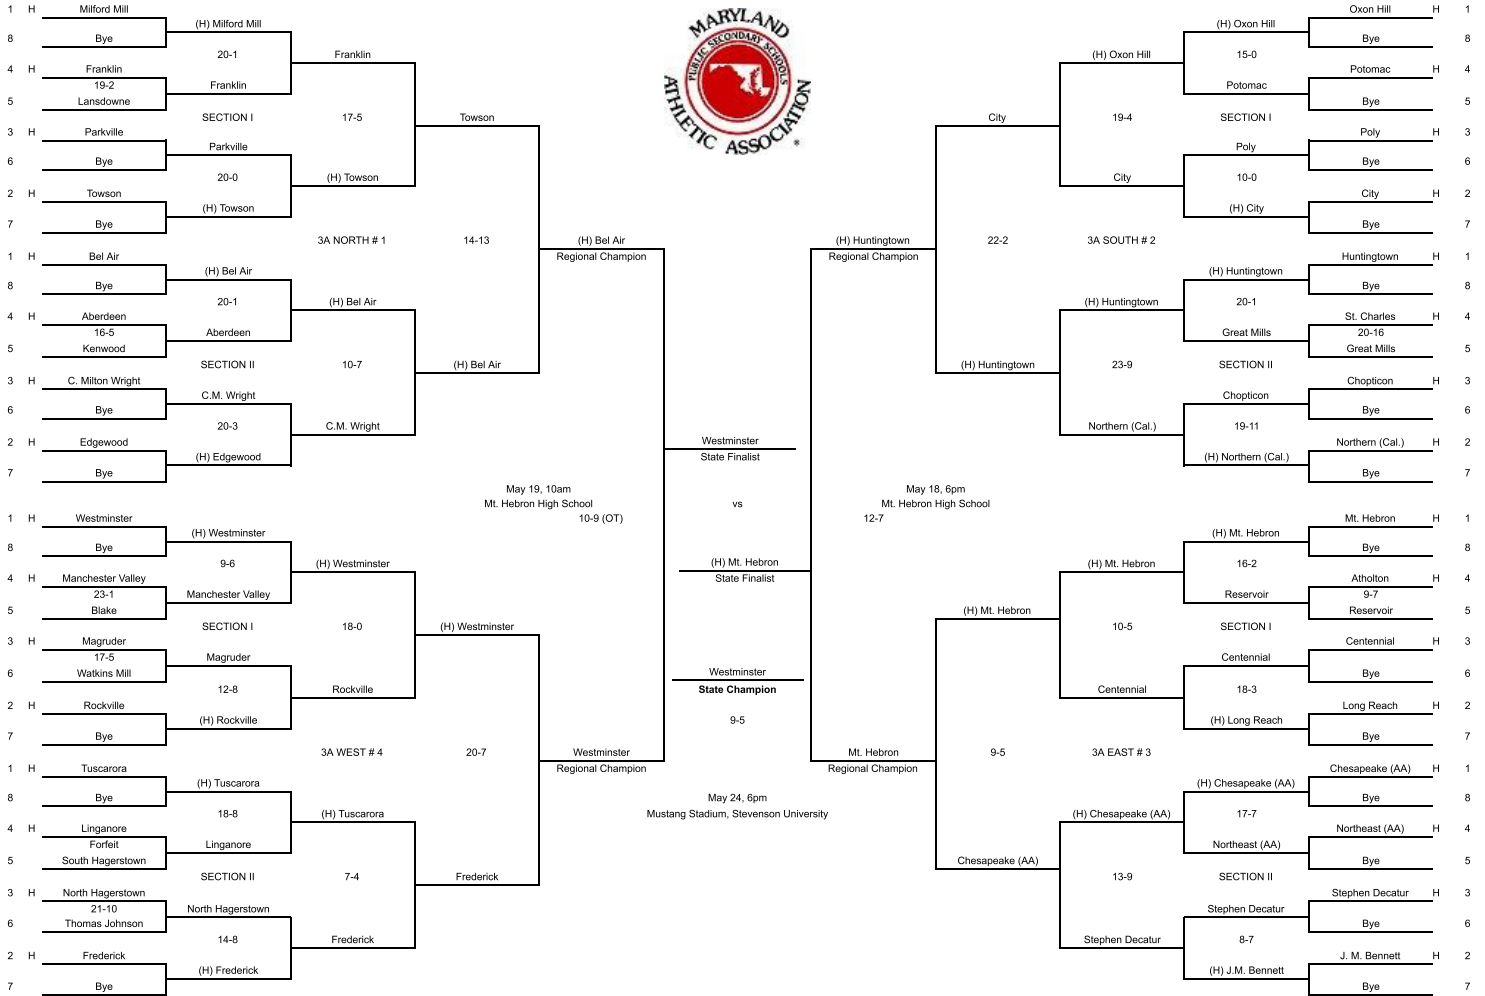 MARYLAND
PUBLIC SECONDARY SCHOOLS
ATHLETIC ASSOCIATION
®
1 H Milford Mill
(H) Milford Mill
8 Bye
20-1
Franklin
4 H Franklin
19-2
Franklin
5 Lansdowne
SECTION I
17-5
Towson
3 H Parkville
Parkville
6 Bye
20-0
(H) Towson
2 H Towson
(H) Towson
7 Bye
3A NORTH # 1
14-13
(H) Bel Air
Regional Champion
1 H Bel Air
(H) Bel Air
8 Bye
20-1
(H) Bel Air
4 H Aberdeen
16-5
Aberdeen
5 Kenwood
SECTION II
10-7
(H) Bel Air
3 H C. Milton Wright
C.M. Wright
6 Bye
20-3
C.M. Wright
2 H Edgewood
(H) Edgewood
7 Bye
May 19, 10am
Mt. Hebron High School
10-9 (OT)
1 H Westminster
(H) Westminster
8 Bye
9-6
(H) Westminster
4 H Manchester Valley
23-1
Manchester Valley
5 Blake
SECTION I
18-0
(H) Westminster
3 H Magruder
17-5
Magruder
6 Watkins Mill
12-8
Rockville
2 H Rockville
(H) Rockville
7 Bye
3A WEST # 4
20-7
Westminster
Regional Champion
1 H Tuscarora
(H) Tuscarora
8 Bye
18-8
(H) Tuscarora
4 H Linganore
Forfeit
Linganore
5 South Hagerstown
SECTION II
7-4
Frederick
3 H North Hagerstown
21-10
North Hagerstown
6 Thomas Johnson
14-8
Frederick
2 H Frederick
(H) Frederick
7 Bye
Westminster
State Finalist
vs
(H) Mt. Hebron
State Finalist
Westminster
State Champion
9-5
May 24, 6pm
Mustang Stadium, Stevenson University
Oxon Hill H 1
(H) Oxon Hill
Bye 8
(H) Oxon Hill
15-0
Potomac H 4
Potomac
Bye 5
City
19-4
SECTION I
Poly H 3
Poly
Bye 6
City
10-0
City H 2
(H) City
Bye 7
(H) Huntingtown
Regional Champion
22-2
3A SOUTH # 2
Huntingtown H 1
(H) Huntingtown
Bye 8
(H) Huntingtown
20-1
St. Charles H 4
Great Mills
20-16
Great Mills 5
(H) Huntingtown
23-9
SECTION II
Chopticon H 3
Chopticon
Bye 6
Northern (Cal.)
19-11
Northern (Cal.) H 2
(H) Northern (Cal.)
Bye 7
May 18, 6pm
Mt. Hebron High School
12-7
Mt. Hebron H 1
(H) Mt. Hebron
Bye 8
(H) Mt. Hebron
16-2
Atholton H 4
Reservoir
9-7
Reservoir 5
(H) Mt. Hebron
10-5
SECTION I
Centennial H 3
Centennial
Bye 6
Centennial
18-3
Long Reach H 2
(H) Long Reach
Bye 7
Mt. Hebron
Regional Champion
9-5
3A EAST # 3
Chesapeake (AA) H 1
(H) Chesapeake (AA)
Bye 8
(H) Chesapeake (AA)
17-7
Northeast (AA) H 4
Northeast (AA)
Bye 5
Chesapeake (AA)
13-9
SECTION II
Stephen Decatur H 3
Stephen Decatur
Bye 6
Stephen Decatur
8-7
J. M. Bennett H 2
(H) J.M. Bennett
Bye 7